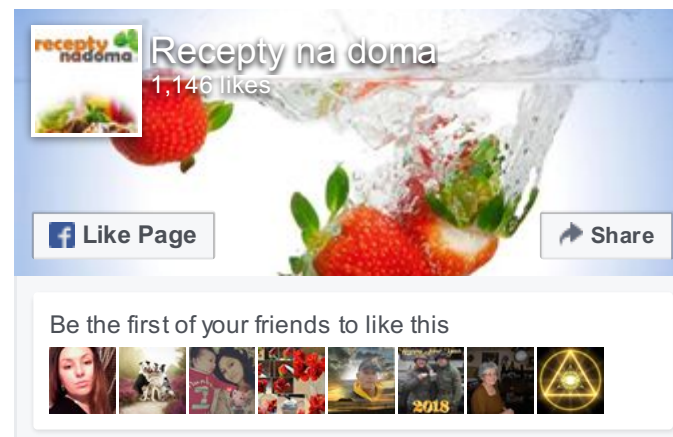 recepty
nadoma
Recepty na doma
1,146 likes
Like Page
Share
Be the first of your friends to like this
2018